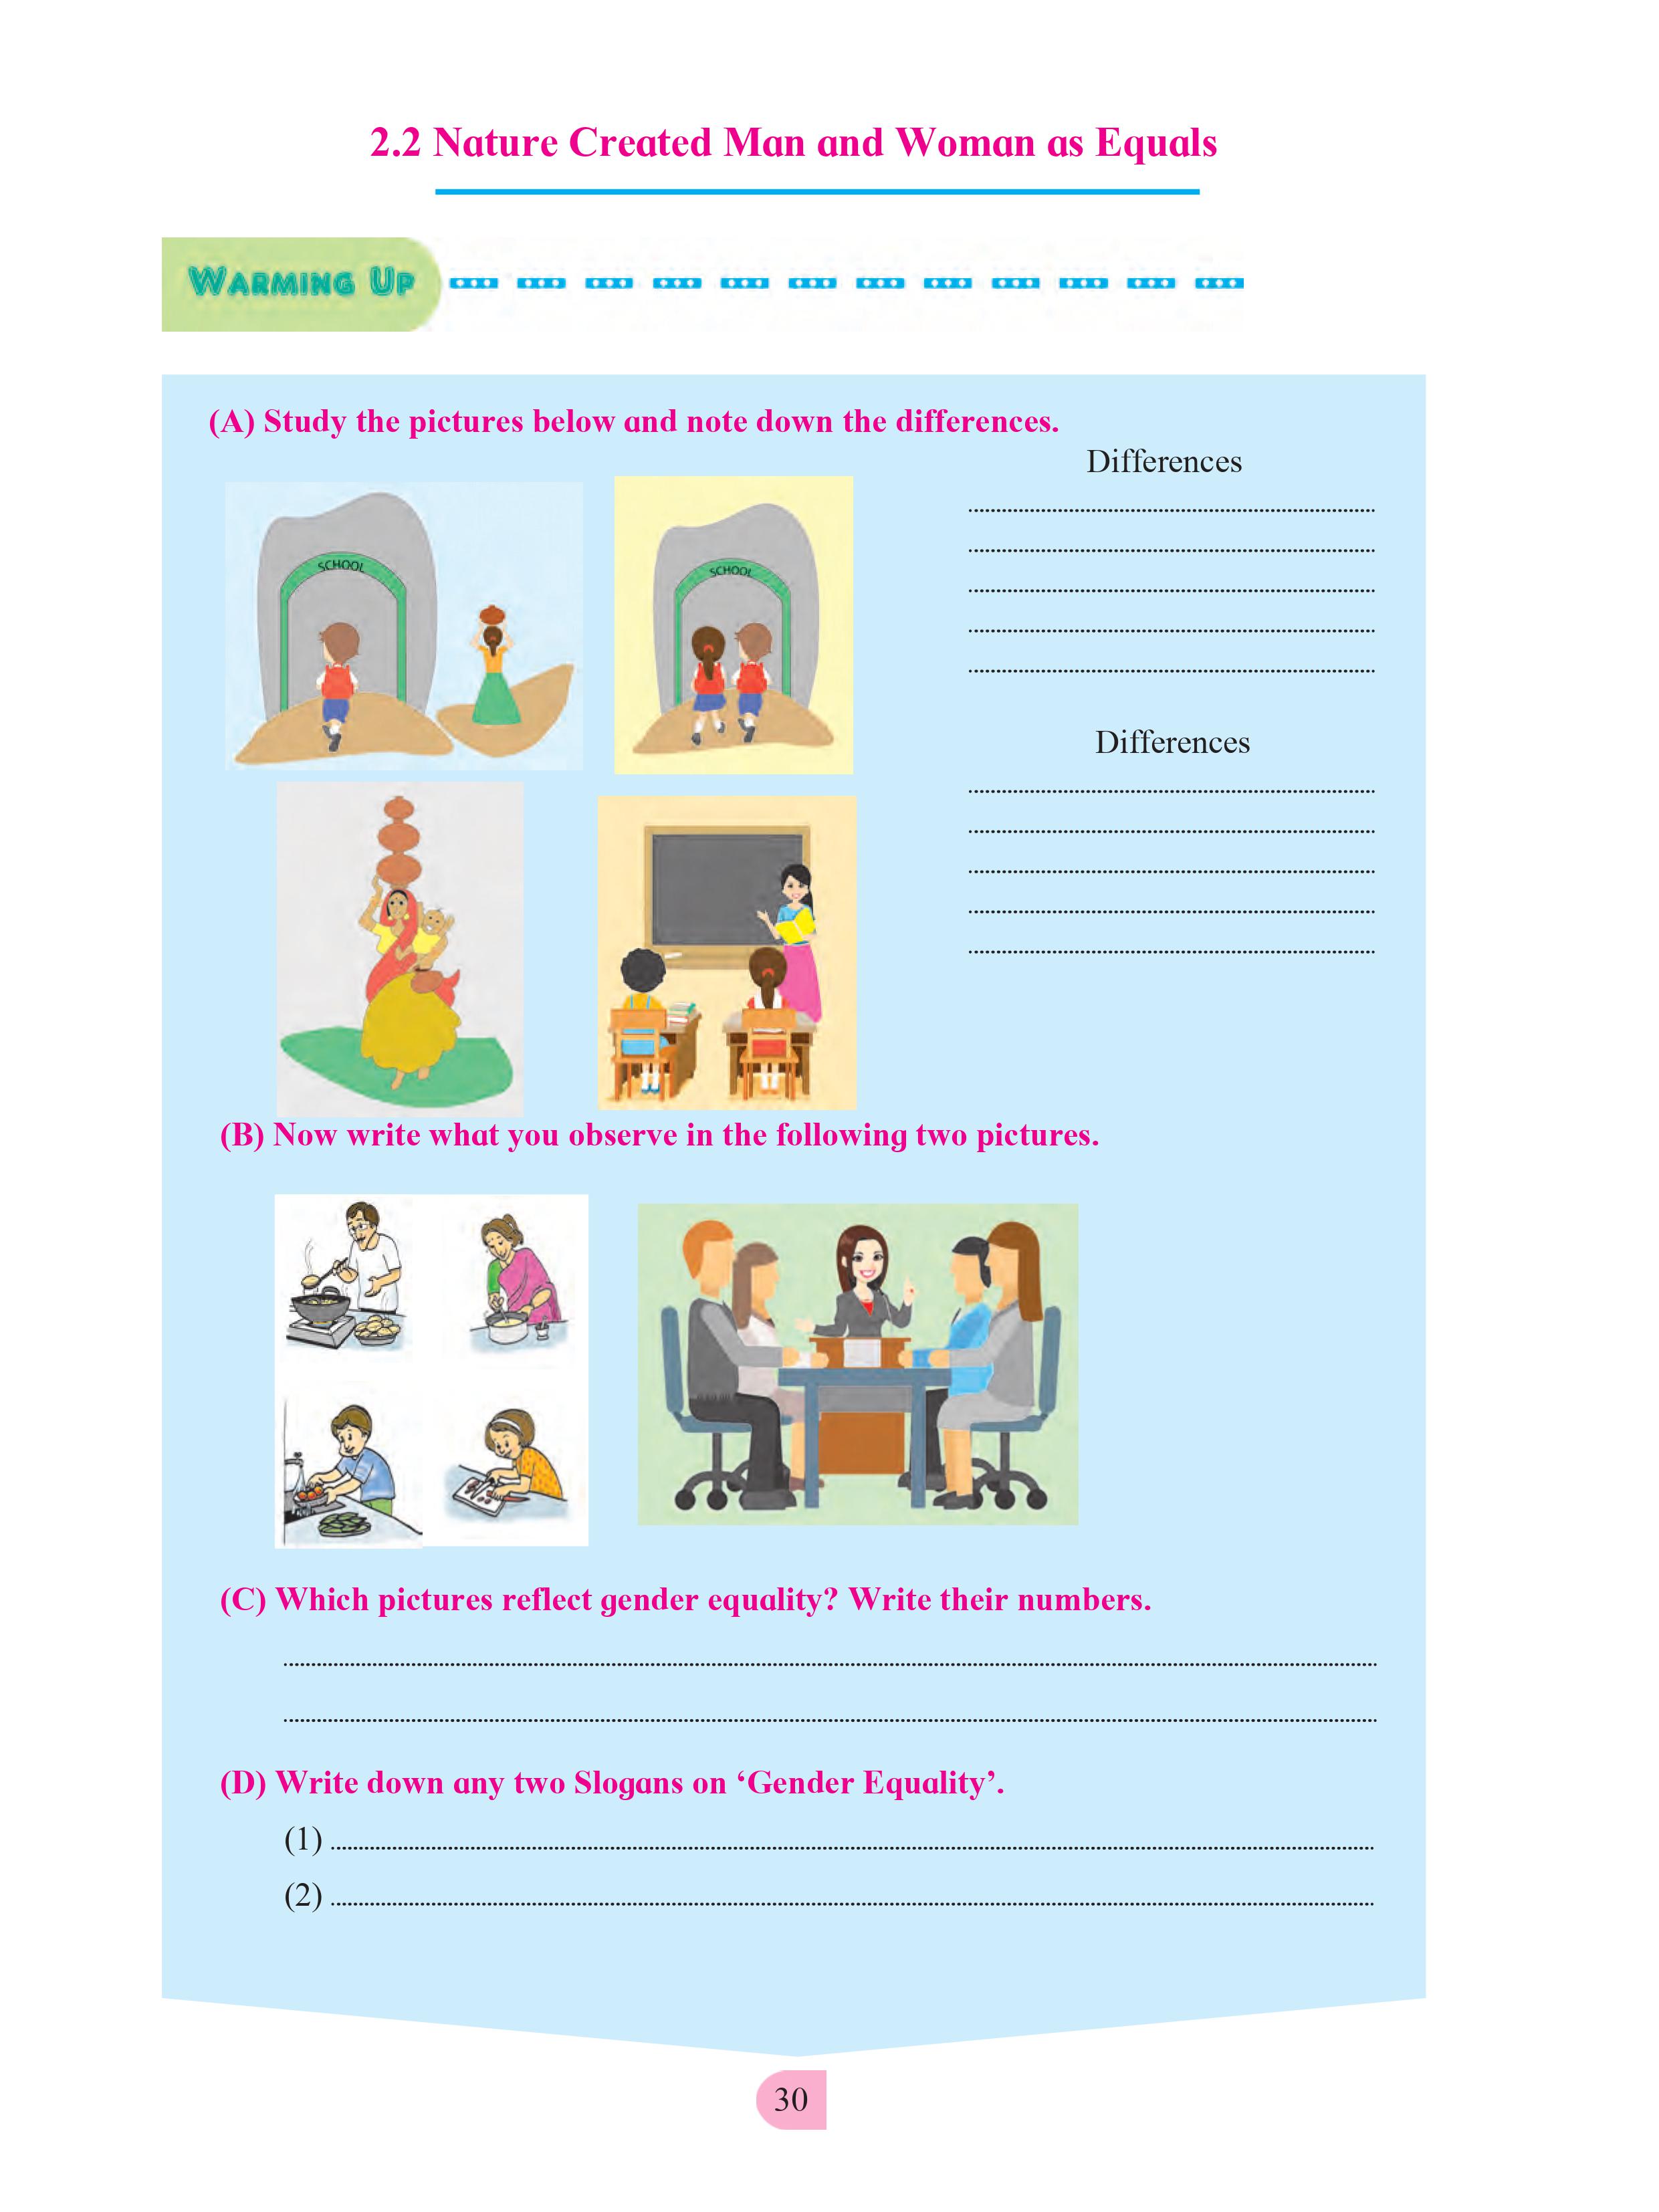 2.2 Nature Created Man and Woman as Equals
WARMING UP
(A) Study the pictures below and note down the differences.
Differences
SCHOOL
SCHOOL
Differences
(B) Now write what you observe in the following two pictures.
(C) Which pictures reflect gender equality? Write their numbers.
(D) Write down any two Slogans on ‘Gender Equality’.
(1)
(2)
30